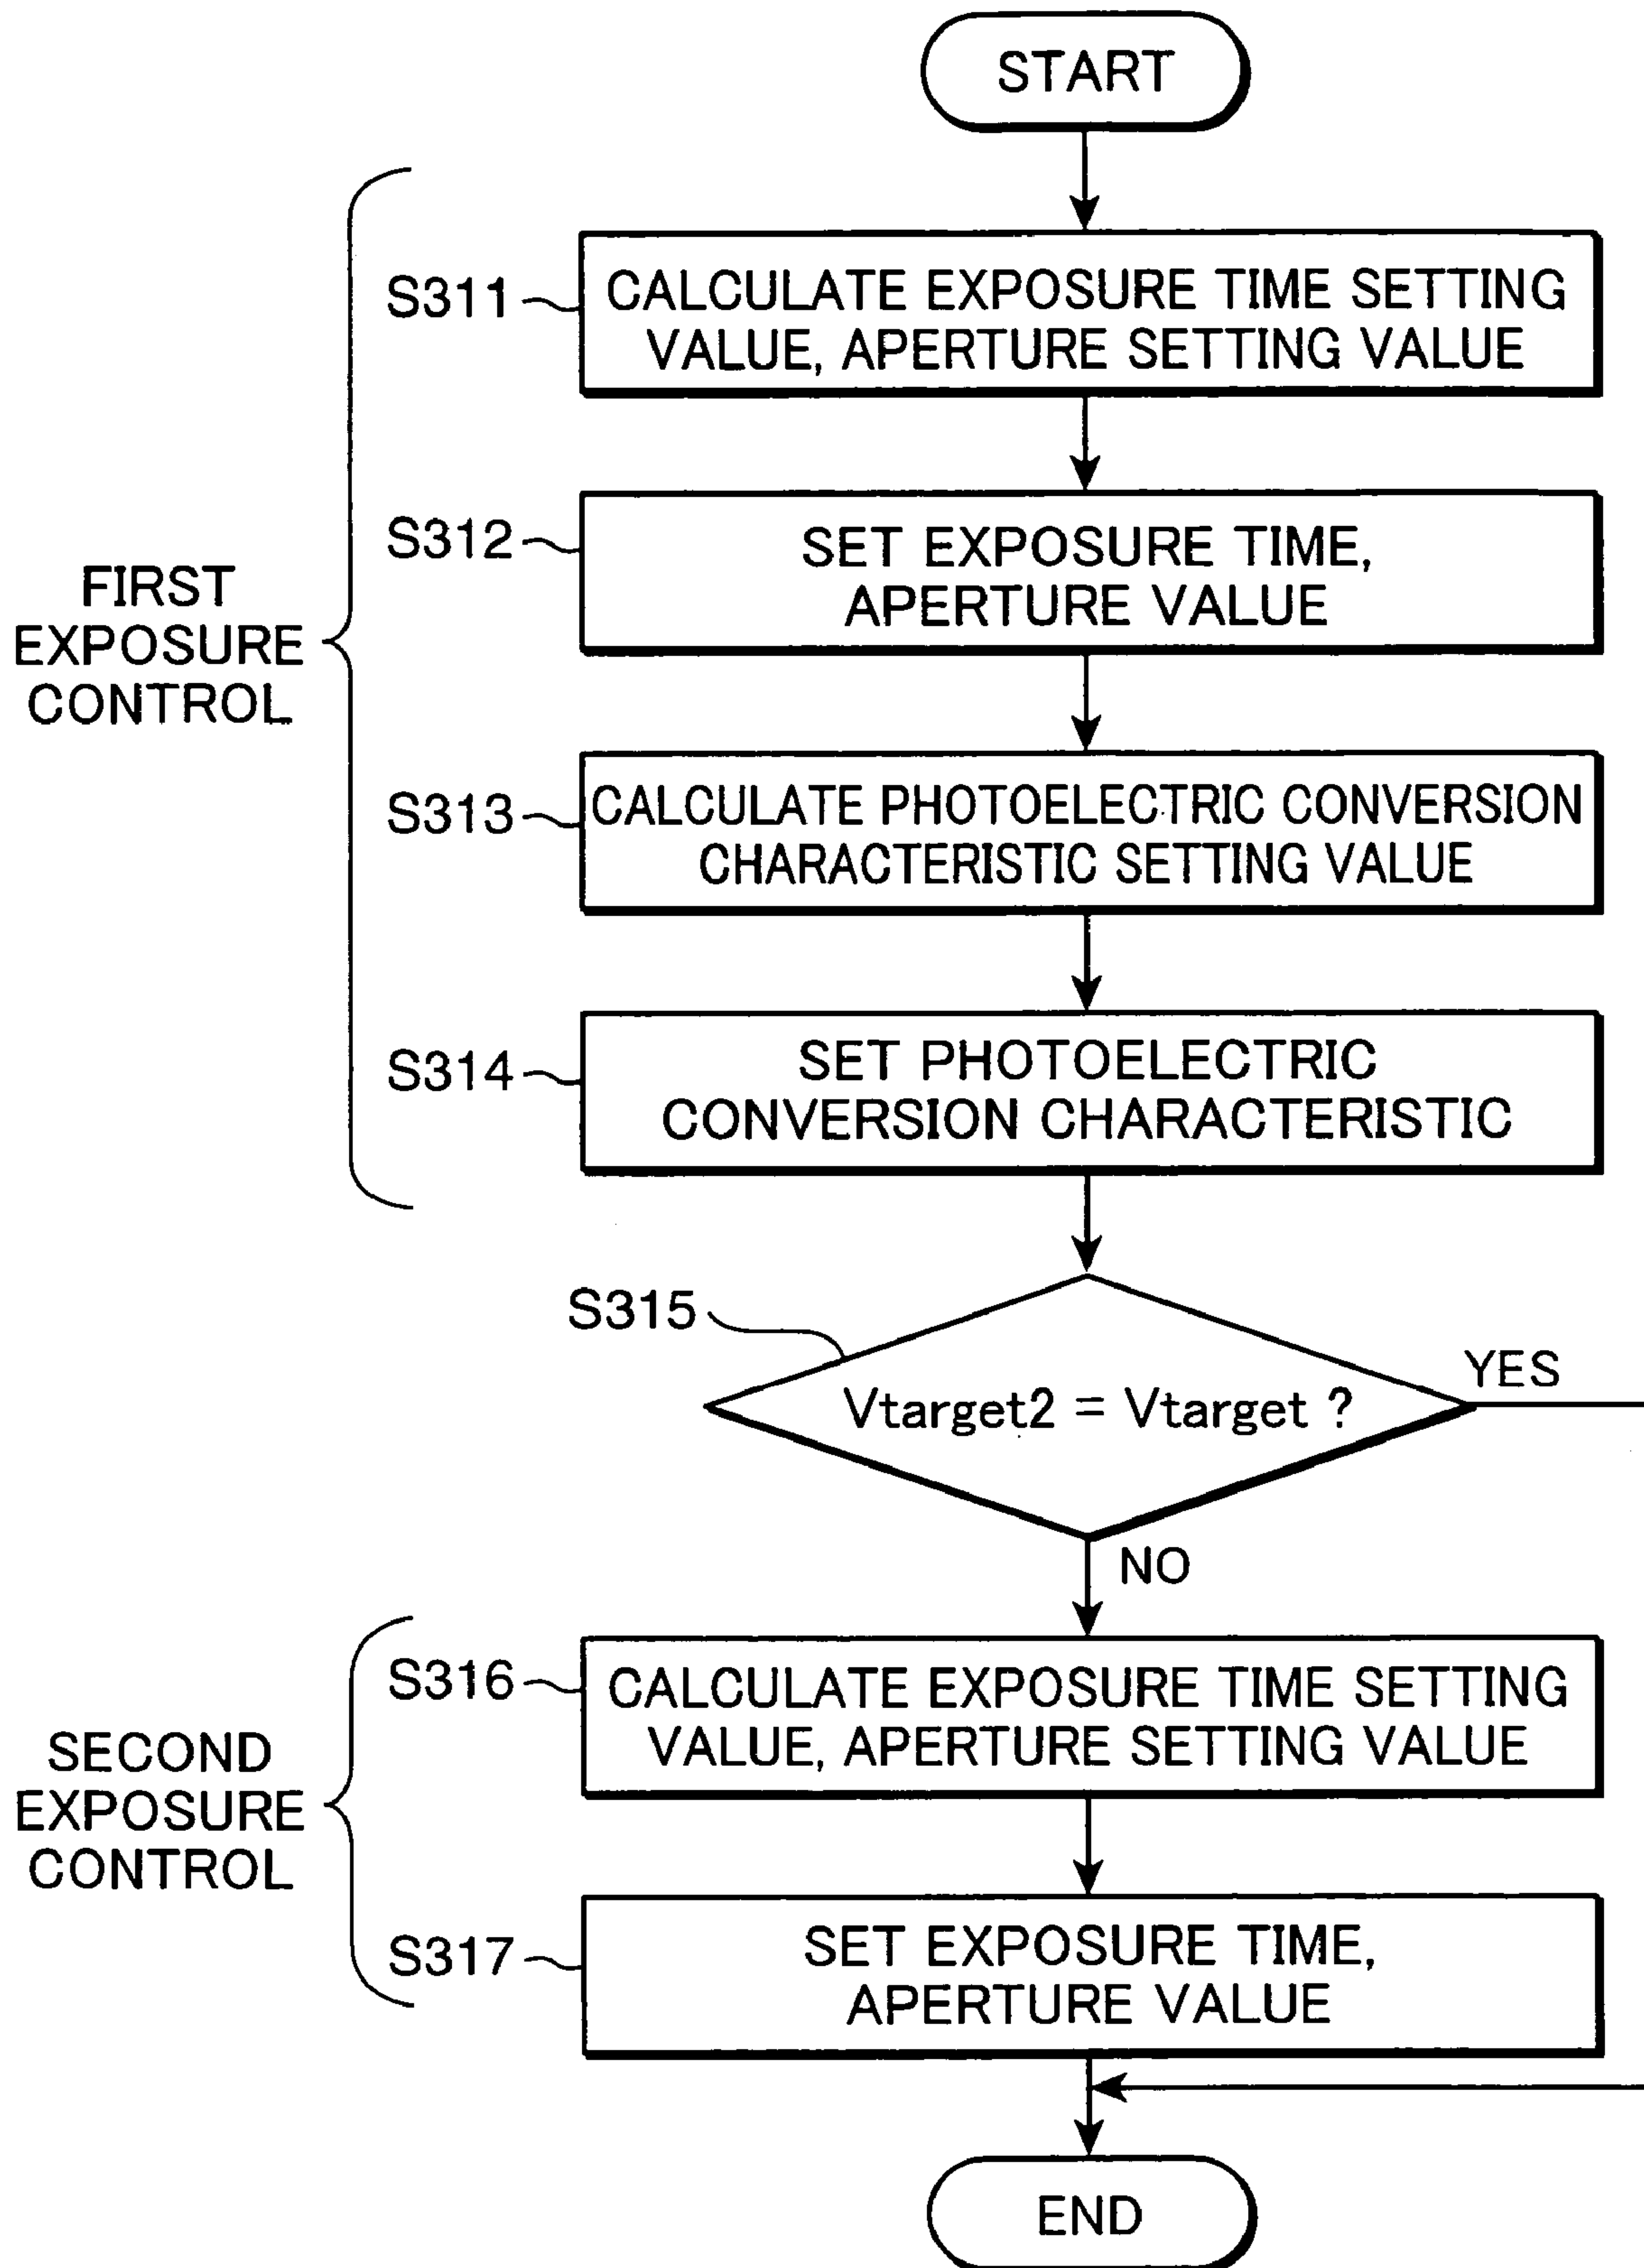 START
S311
CALCULATE EXPOSURE TIME SETTING
VALUE, APERTURE SETTING VALUE
S312
SET EXPOSURE TIME,
APERTURE VALUE
FIRST
EXPOSURE
CONTROL
S313
CALCULATE PHOTOELECTRIC CONVERSION
CHARACTERISTIC SETTING VALUE
S314
SET PHOTOELECTRIC
CONVERSION CHARACTERISTIC
S315
Vtarget2 = Vtarget ?
YES
NO
S316
CALCULATE EXPOSURE TIME SETTING
VALUE, APERTURE SETTING VALUE
SECOND
EXPOSURE
CONTROL
S317
SET EXPOSURE TIME,
APERTURE VALUE
END